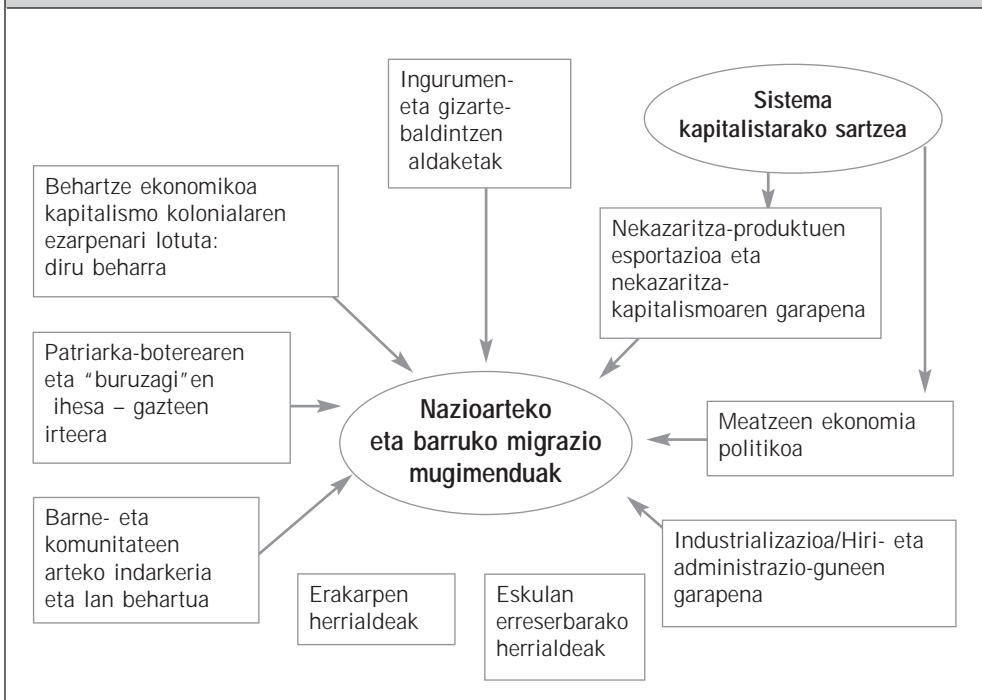 Ingurumen-
eta gizarte-
baldintzen
aldaketak
Sistema
kapitalistarako sartzea
Behartze ekonomikoa
kapitalismo kolonialaren
ezarpenari lotuta:
diru beharra
Nekazaritza-produktuen
esportazioa eta
nekazaritza-
kapitalismoaren garapena
Patriarka-boterearen
eta “buruzagi”en
ihesa – gazteen
irteera
Nazioarteko
eta barruko migrazio
mugimenduak
Meatzeen ekonomia
politikoa
Barne- eta
komunitateen
arteko indarkeria
eta lan behartua
Erakarpen
herrialdeak
Eskulan
erreserbarako
herrialdeak
Industrializazioa/Hiri- eta
administrazio-guneen
garapena